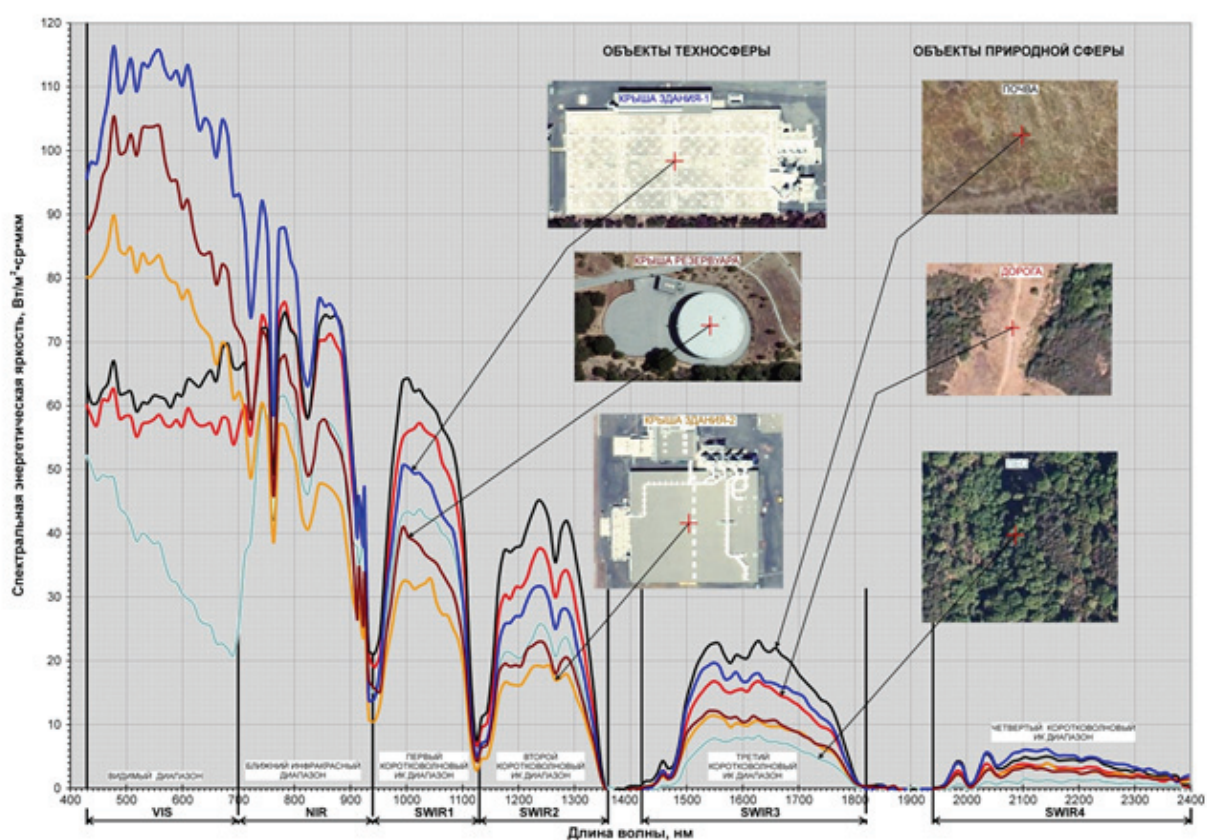 ОБЪЕКТЫ ТЕХНОСФЕРЫ
ОБЪЕКТЫ ПРИРОДНОЙ СФЕРЫ
КРЫША ЗДАНИЯ-1
ПОЧВА
КРЫША РЕЗЕРВУАРА
ДОРОГА
КРЫША ЗДАНИЯ-2
Спектральная энергетическая яркость, Вт/м²•ср•мкм
120
110
100
90
80
70
60
50
40
30
20
10
0
ВИДИМЫЙ ДИАПАЗОН
БЛИЖНИЙ ИНФРАКРАСНЫЙ
ДИАПАЗОН
ПЕРВЫЙ
КОРОТКОВОЛНОВЫЙ
ИК ДИАПАЗОН
ВТОРОЙ
КОРОТКОВОЛНОВЫЙ
ИК ДИАПАЗОН
ТРЕТИЙ
КОРОТКОВОЛНОВЫЙ
ИК ДИАПАЗОН
ЧЕТВЕРТЫЙ КОРОТКОВОЛНОВЫЙ
ИК ДИАПАЗОН
400 500 600 700 800 900 1000 1100 1200 1300 1400 1500 1600 1700 1800 1900 2000 2100 2200 2300 2400
VIS NIR SWIR1 SWIR2 SWIR3 SWIR4
Длина волны, нм